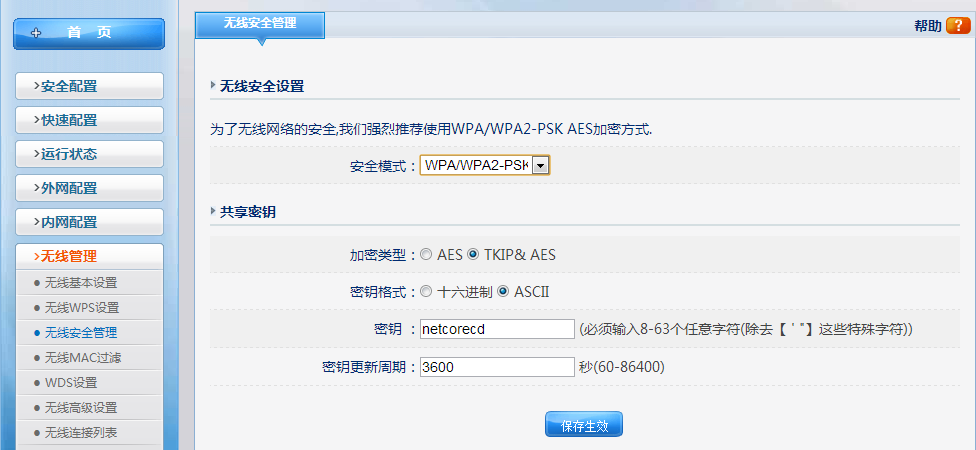 首 页
>安全配置
>快速配置
>运行状态
>外网配置
>内网配置
>无线管理
● 无线基本设置
● 无线WPS设置
● 无线安全管理
● 无线MAC过滤
● WDS设置
● 无线高级设置
● 无线连接列表
无线安全管理
帮助 ?
无线安全设置
为了无线网络的安全,我们强烈推荐使用WPA/WPA2-PSK AES加密方式.
安全模式： WPA/WPA2-PSK
共享密钥
加密类型： AES TKIP& AES
密钥格式： 十六进制 ASCII
密钥 ： netcorecd (必须输入8-63个任意字符(除去【 ' "】这些特殊字符))
密钥更新周期： 3600 秒(60-86400)
保存生效